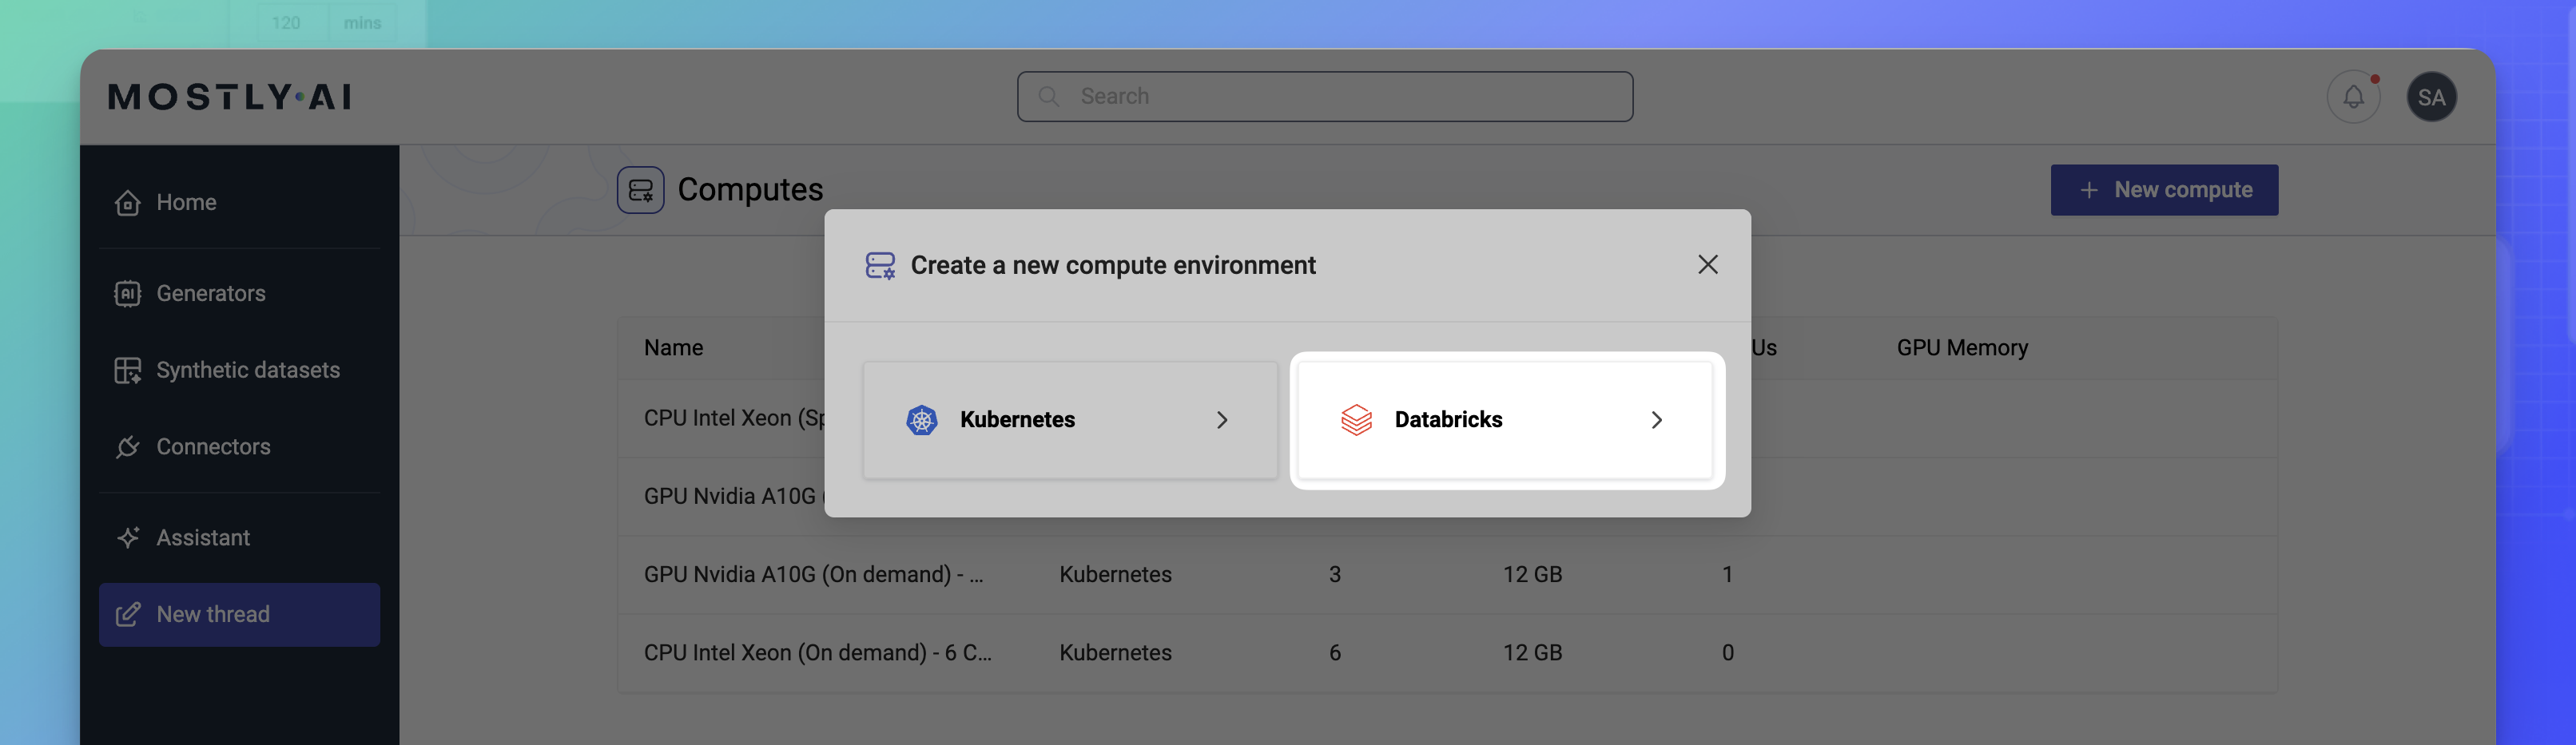 120 mins
MOSTLY·AI
Search
SA
Home
Generators
Synthetic datasets
Connectors
Assistant
New thread
Computes
New compute
Create a new compute environment
Kubernetes
Databricks
Name Us GPU Memory
CPU Intel Xeon (Sp
GPU Nvidia A10G (
GPU Nvidia A10G (On demand) - ... Kubernetes 3 12 GB 1
CPU Intel Xeon (On demand) - 6 C... Kubernetes 6 12 GB 0